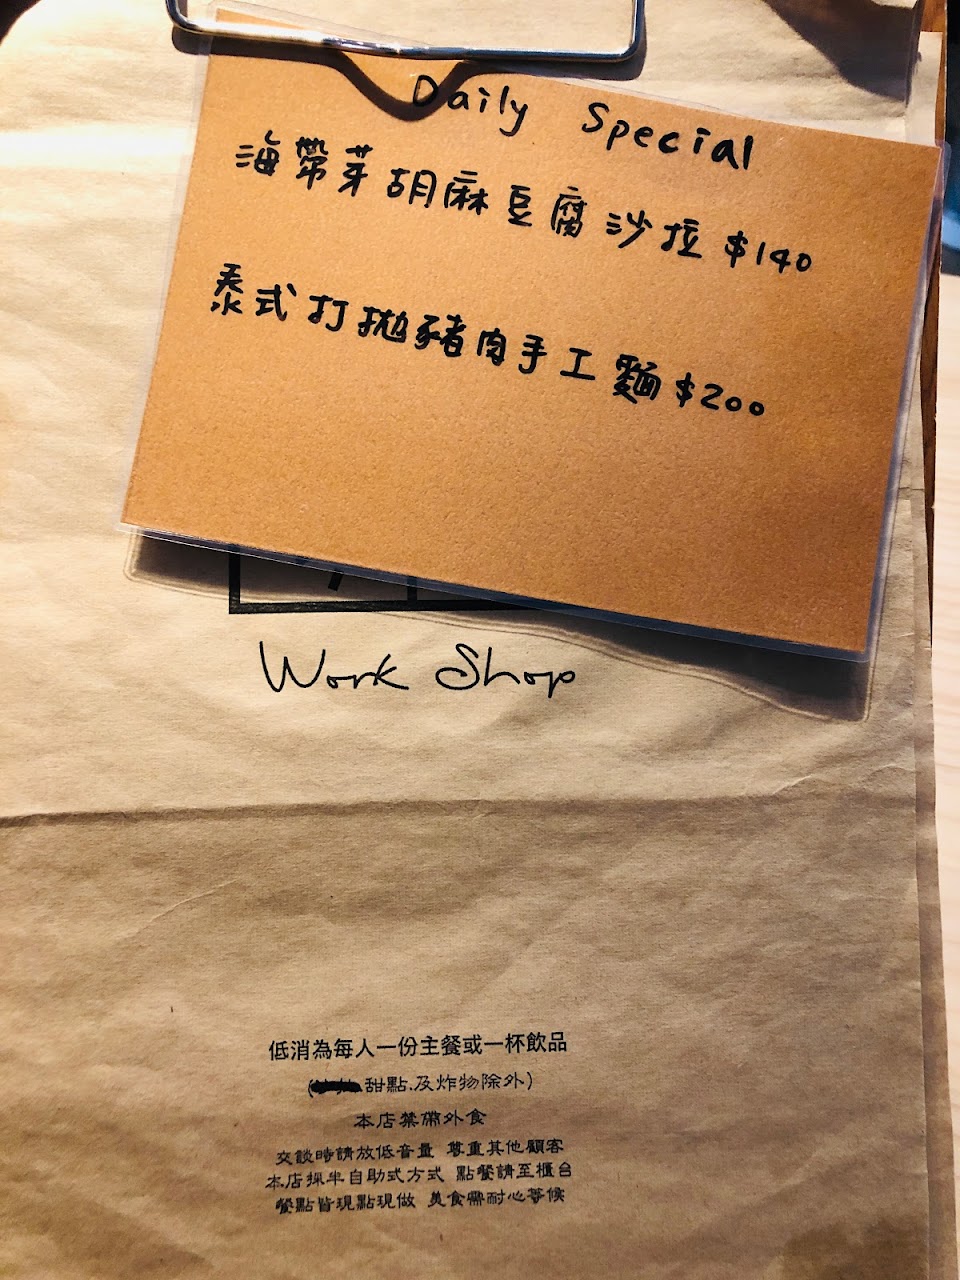 Daily Special
海帶芽胡麻豆腐沙拉 $140
泰式打拋豬肉手工麵 $200
Work Shop
低消為每人一份主餐或一杯飲品
(甜點.及炸物除外)
本店禁帶外食
交談時請放低音量 尊重其他顧客
本店採半自助式方式 點餐請至櫃台
餐點皆現點現做 美食需耐心等候